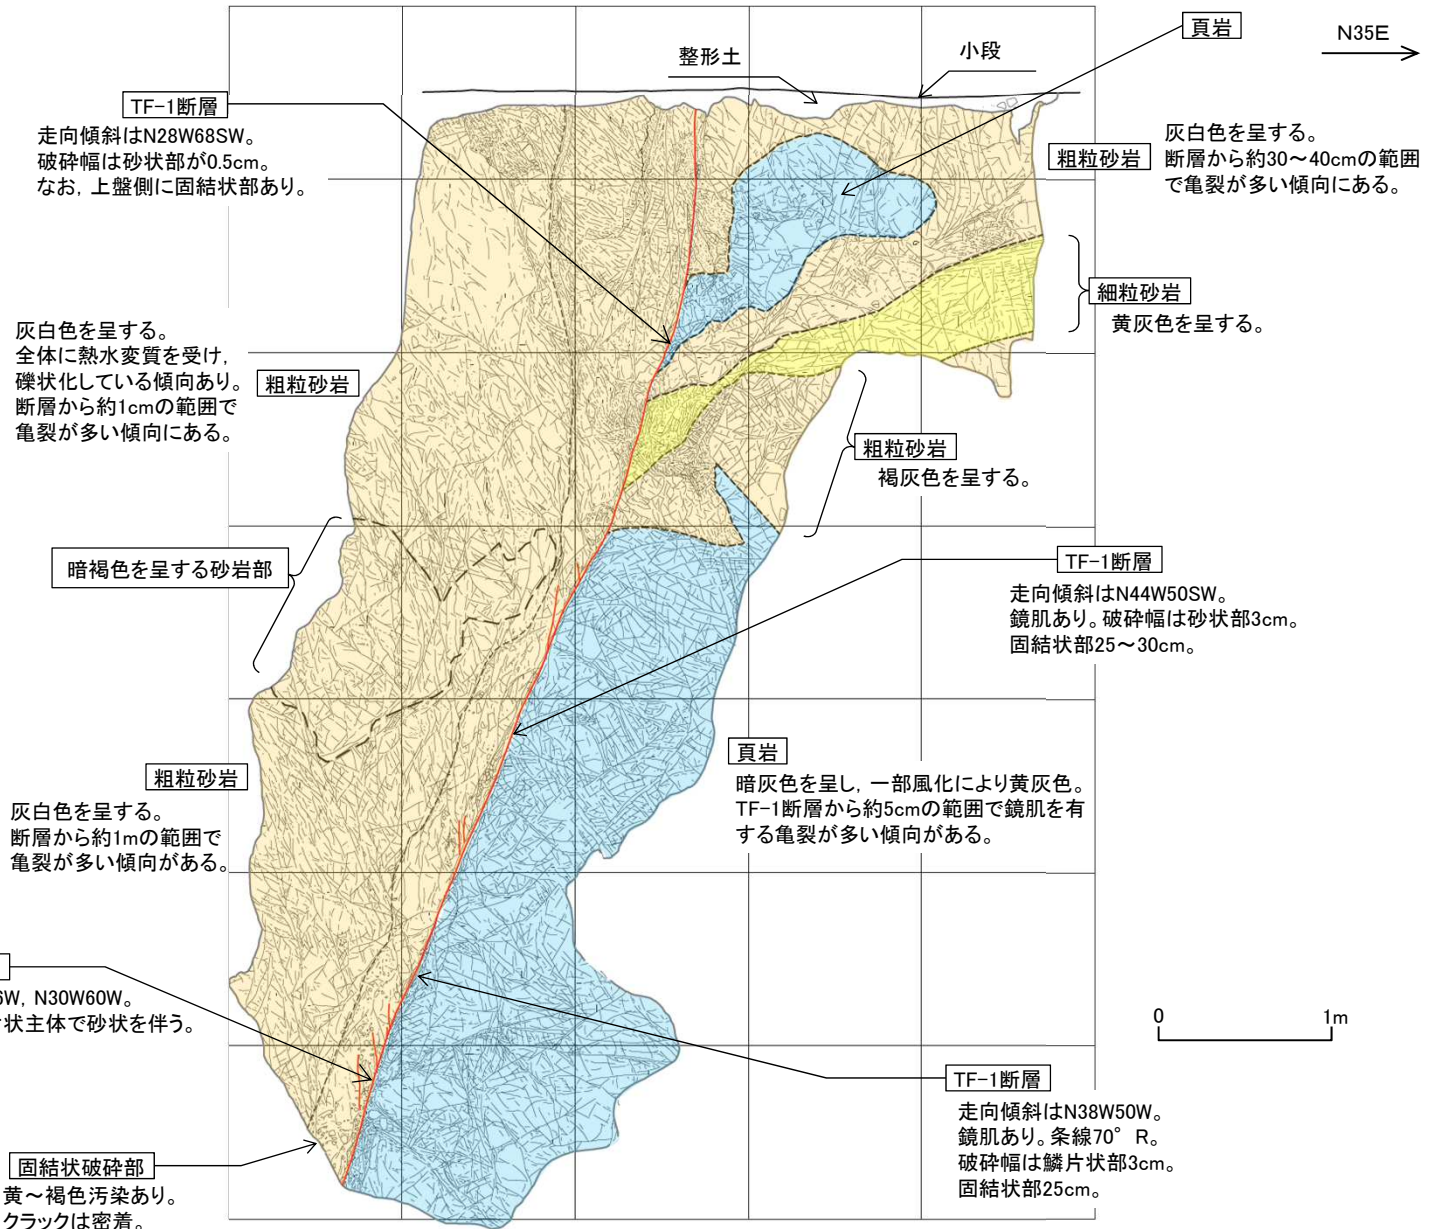 頁岩
N35E
整形土
小段
TF-1断層
走向傾斜はN28W68SW。
破砕幅は砂状部が0.5cm。
なお, 上盤側に固結状部あり。
粗粒砂岩
灰白色を呈する。
断層から約30～40cmの範囲
で亀裂が多い傾向にある。
細粒砂岩
黄灰色を呈する。
灰白色を呈する。
全体に熱水変質を受け,
礫状化している傾向あり。
断層から約1cmの範囲で
亀裂が多い傾向にある。
粗粒砂岩
粗粒砂岩
褐灰色を呈する。
暗褐色を呈する砂岩部
TF-1断層
走向傾斜はN44W50SW。
鏡肌あり。破砕幅は砂状部3cm。
固結状部25～30cm。
頁岩
暗灰色を呈し, 一部風化により黄灰色。
TF-1断層から約5cmの範囲で鏡肌を有
する亀裂が多い傾向がある。
粗粒砂岩
灰白色を呈する。
断層から約1mの範囲で
亀裂が多い傾向がある。
6W, N30W60W。
状主体で砂状を伴う。
0 1m
TF-1断層
走向傾斜はN38W50W。
鏡肌あり。条線70° R。
破砕幅は鱗片状部3cm。
固結状部25cm。
固結状破砕部
黄～褐色汚染あり。
クラックは密着。